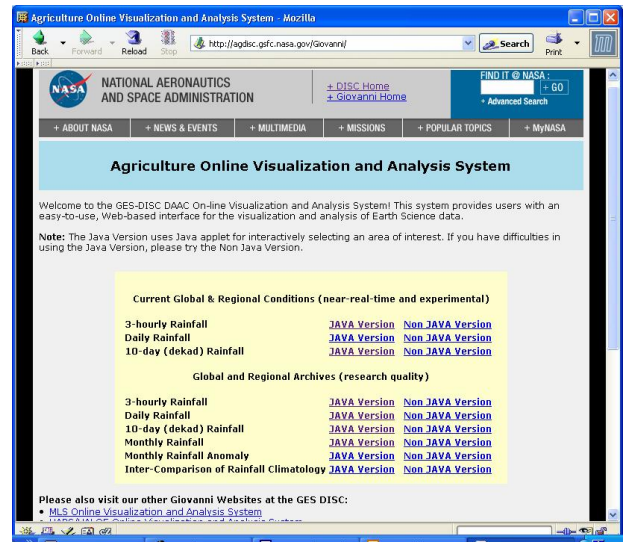 Agriculture Online Visualization and Analysis System - Mozilla
Back Forward Reload Stop http://agdisc.gsfc.nasa.gov/Giovanni/ Search Print
NASA
NATIONAL AERONAUTICS
AND SPACE ADMINISTRATION
+ DISC Home
+ Giovanni Home
FIND IT @ NASA :
+ GO
+ Advanced Search
+ ABOUT NASA + NEWS & EVENTS + MULTIMEDIA + MISSIONS + POPULAR TOPICS + MyNASA
Agriculture Online Visualization and Analysis System
Welcome to the GES-DISC DAAC On-line Visualization and Analysis System! This system provides users with an
easy-to-use, Web-based interface for the visualization and analysis of Earth Science data.
Note: The Java Version uses Java applet for interactively selecting an area of interest. If you have difficulties in
using the Java Version, please try the Non Java Version.
Current Global & Regional Conditions (near-real-time and experimental)
3-hourly Rainfall JAVA Version Non JAVA Version
Daily Rainfall JAVA Version Non JAVA Version
10-day (dekad) Rainfall JAVA Version Non JAVA Version
Global and Regional Archives (research quality)
3-hourly Rainfall JAVA Version Non JAVA Version
Daily Rainfall JAVA Version Non JAVA Version
10-day (dekad) Rainfall JAVA Version Non JAVA Version
Monthly Rainfall JAVA Version Non JAVA Version
Monthly Rainfall Anomaly JAVA Version Non JAVA Version
Inter-Comparison of Rainfall Climatology JAVA Version Non JAVA Version
Please also visit our other Giovanni Websites at the GES DISC:
• MLS Online Visualization and Analysis System